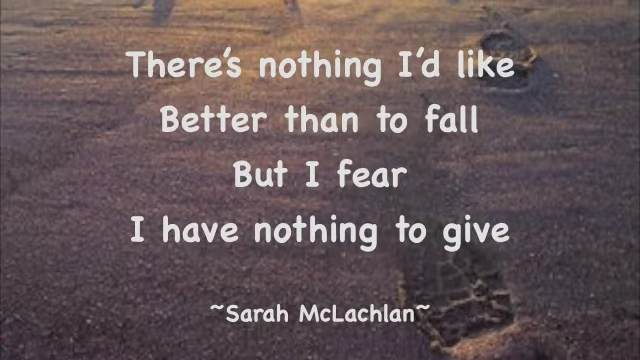 There's nothing I'd like
Better than to fall
But I fear
I have nothing to give
~Sarah McLachlan~